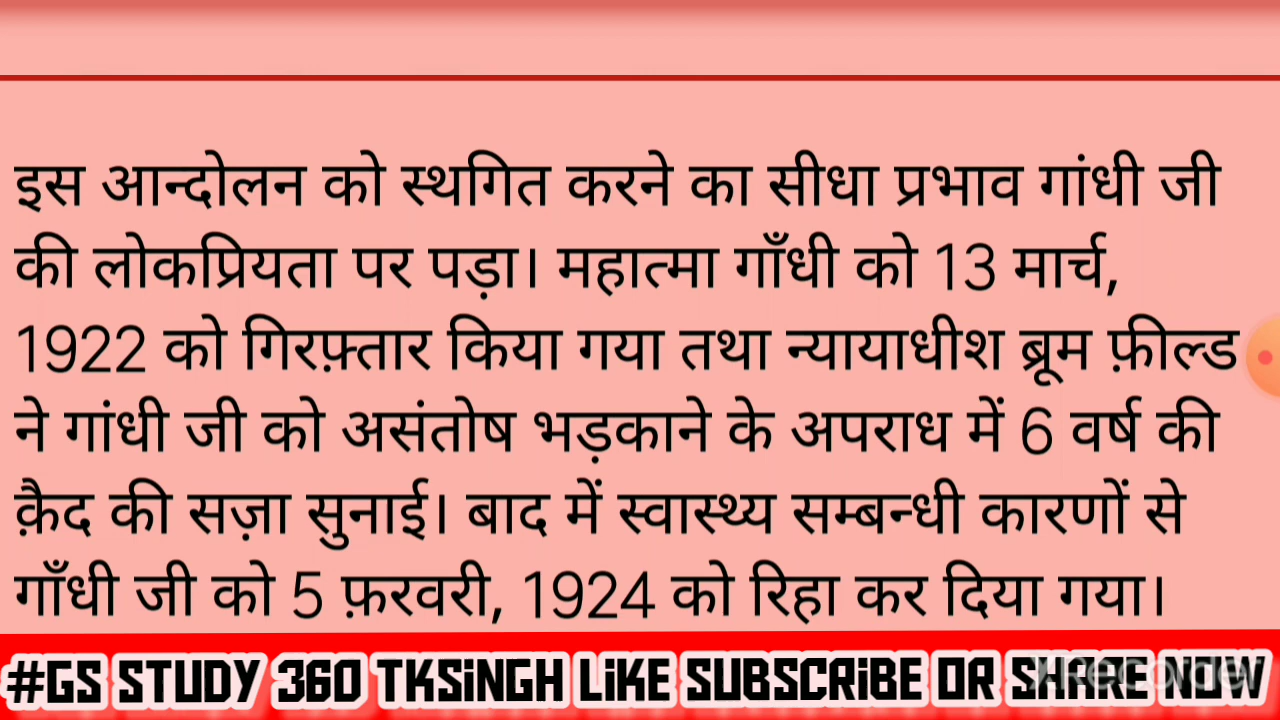 इस आन्दोलन को स्थगित करने का सीधा प्रभाव गांधी जी
की लोकप्रियता पर पड़ा। महात्मा गाँधी को 13 मार्च,
1922 को गिरफ़्तार किया गया तथा न्यायाधीश ब्रूम फ़ील्ड
ने गांधी जी को असंतोष भड़काने के अपराध में 6 वर्ष की
क़ैद की सज़ा सुनाई। बाद में स्वास्थ्य सम्बन्धी कारणों से
गाँधी जी को 5 फ़रवरी, 1924 को रिहा कर दिया गया।
#GS STUDY 360 TKSiNGH LiKE SUBSCRiBE OR SHARE NOW
XRecorder